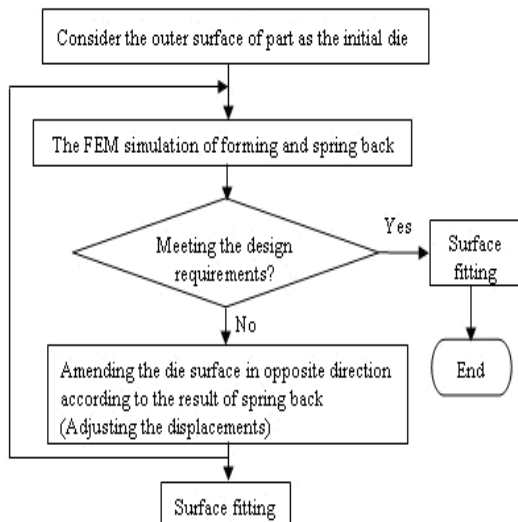 Consider the outer surface of part as the initial die
The FEM simulation of forming and spring back
Meeting the design
requirements?
Yes
Surface
fitting
End
No
Amending the die surface in opposite direction
according to the result of spring back
(Adjusting the displacements)
Surface fitting